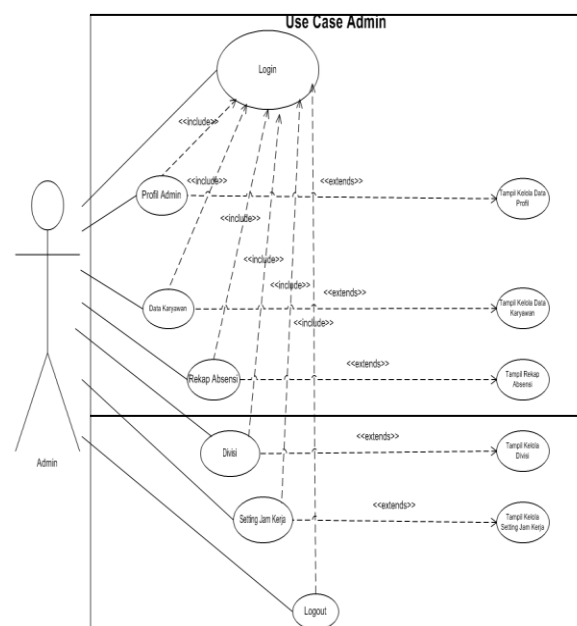 Use Case Admin
Login
<<include>>
Profil Admin
<<include>>
<<extends>>
Tampil Kelola Dara
Profil
<<include>>
<<include>>
<<extends>>
Data Karyawan
Tampil Kelola Data
Karyawan
<<include>>
<<extends>>
Rekap Absensi
Tampil Rekap
Absensi
Admin
<<extends>>
Divisi
Tampil Kelola
Divisi
<<extends>>
Setting Jam Kerja
Tampil Kelola
Setting Jam Kerja
Logout